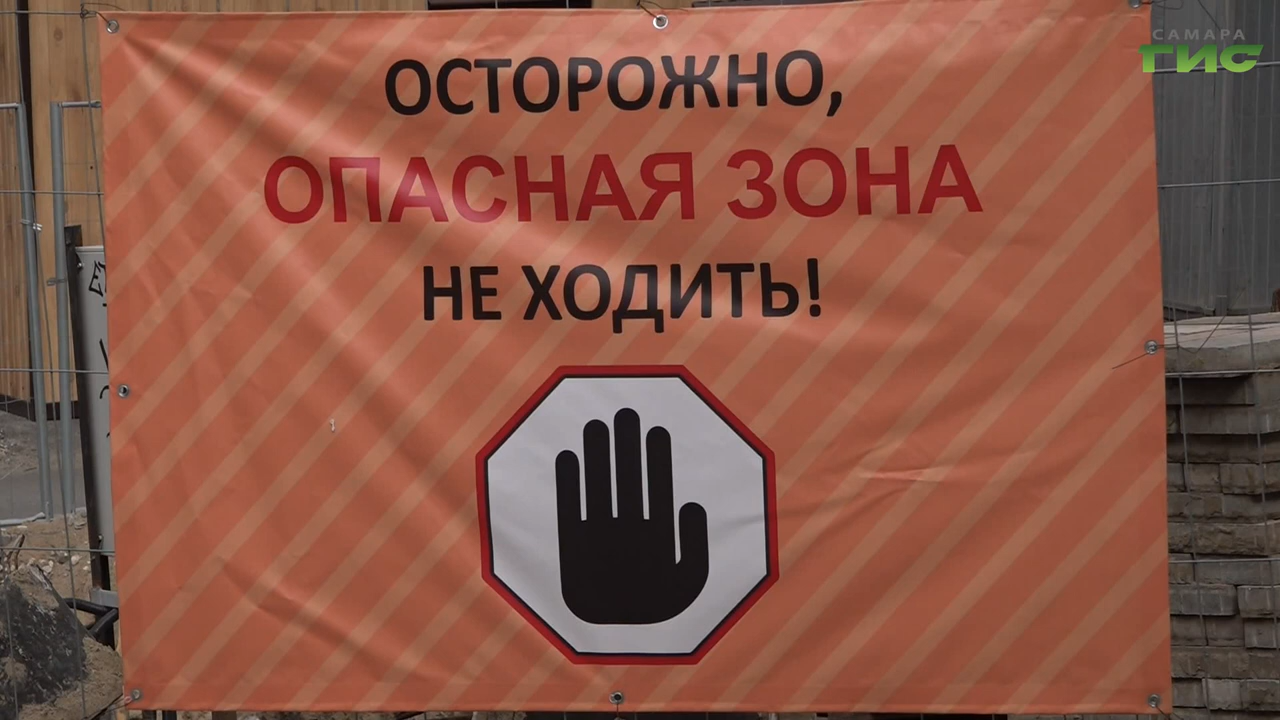 САМАРА
ГИС
ОСТОРОЖНО,
ОПАСНАЯ ЗОНА
НЕ ХОДИТЬ!